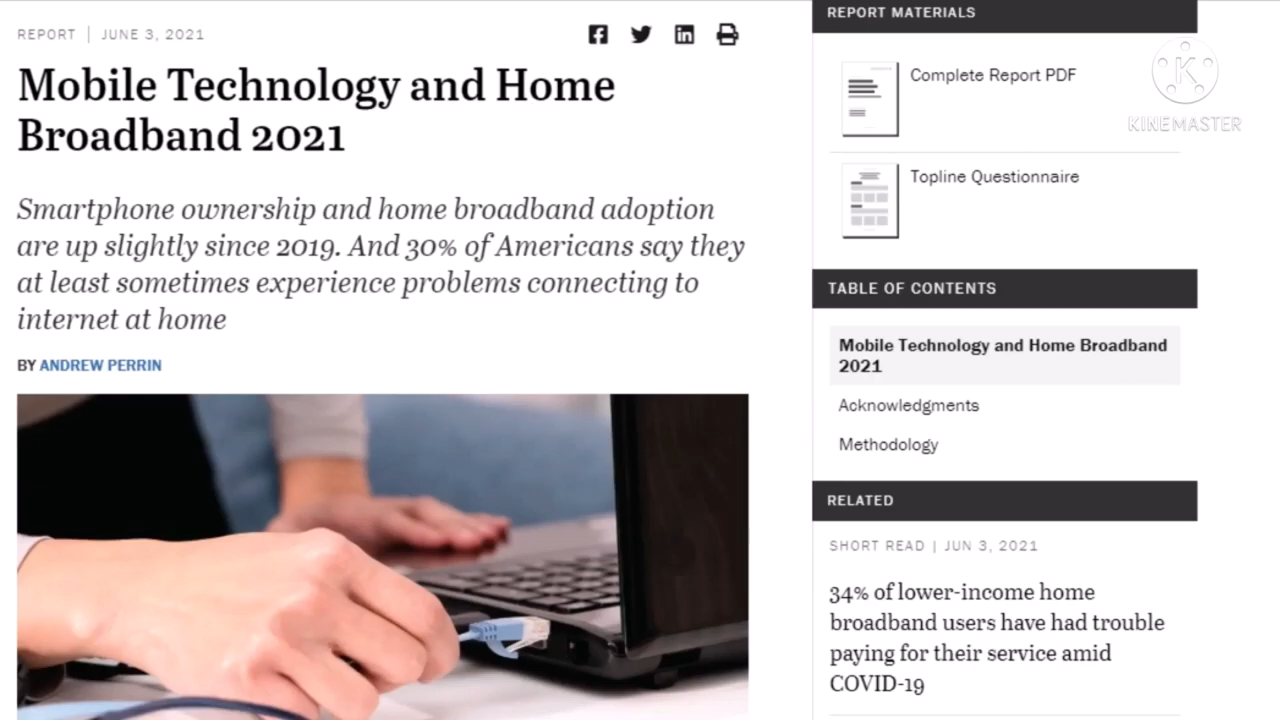 REPORT | JUNE 3, 2021
Mobile Technology and Home
Broadband 2021
Smartphone ownership and home broadband adoption
are up slightly since 2019. And 30% of Americans say they
at least sometimes experience problems connecting to
internet at home
BY ANDREW PERRIN
REPORT MATERIALS
Complete Report PDF
Topline Questionnaire
TABLE OF CONTENTS
Mobile Technology and Home Broadband
2021
Acknowledgments
Methodology
RELATED
SHORT READ | JUN 3, 2021
34% of lower-income home
broadband users have had trouble
paying for their service amid
COVID-19
K
KINEMASTER